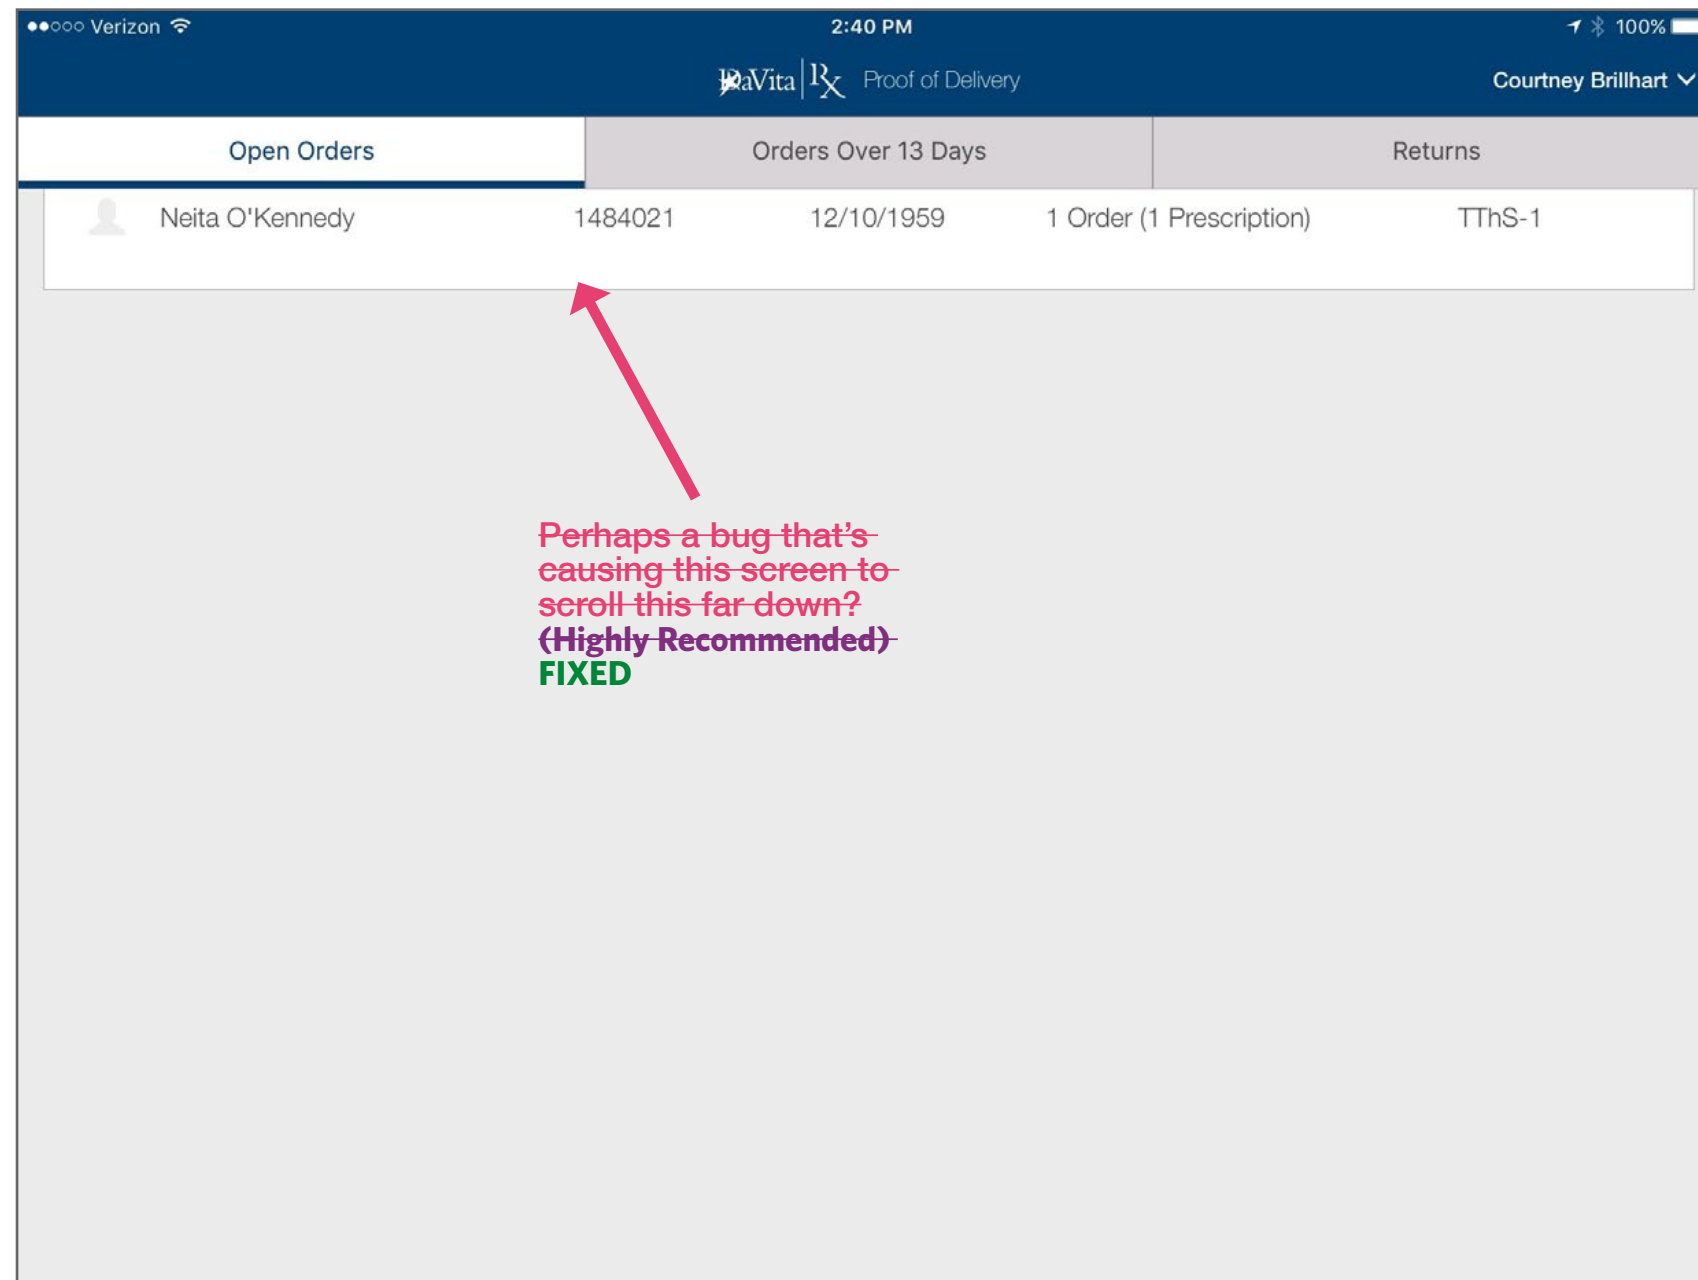 Verizon 2:40 PM 100%
DaVita Rx Proof of Delivery Courtney Brillhart
Open Orders Orders Over 13 Days Returns
Neita O'Kennedy 1484021 12/10/1959 1 Order (1 Prescription) TThS-1
Perhaps a bug that's
causing this screen to
scroll this far down?
(Highly Recommended)
FIXED